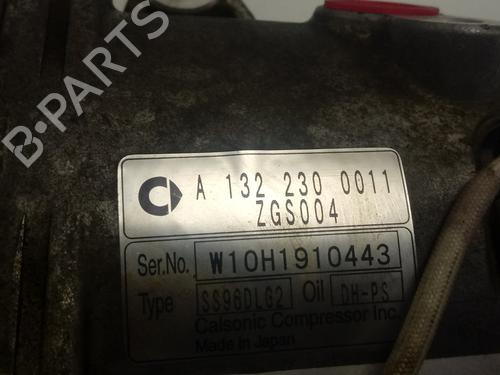 B-PARTS
A 132 230 0011
ZGS004
Ser.No. W10H1910443
Type SS96DLG2 Oil DH-PS
Calsonic Compressor Inc.
Made in Japan